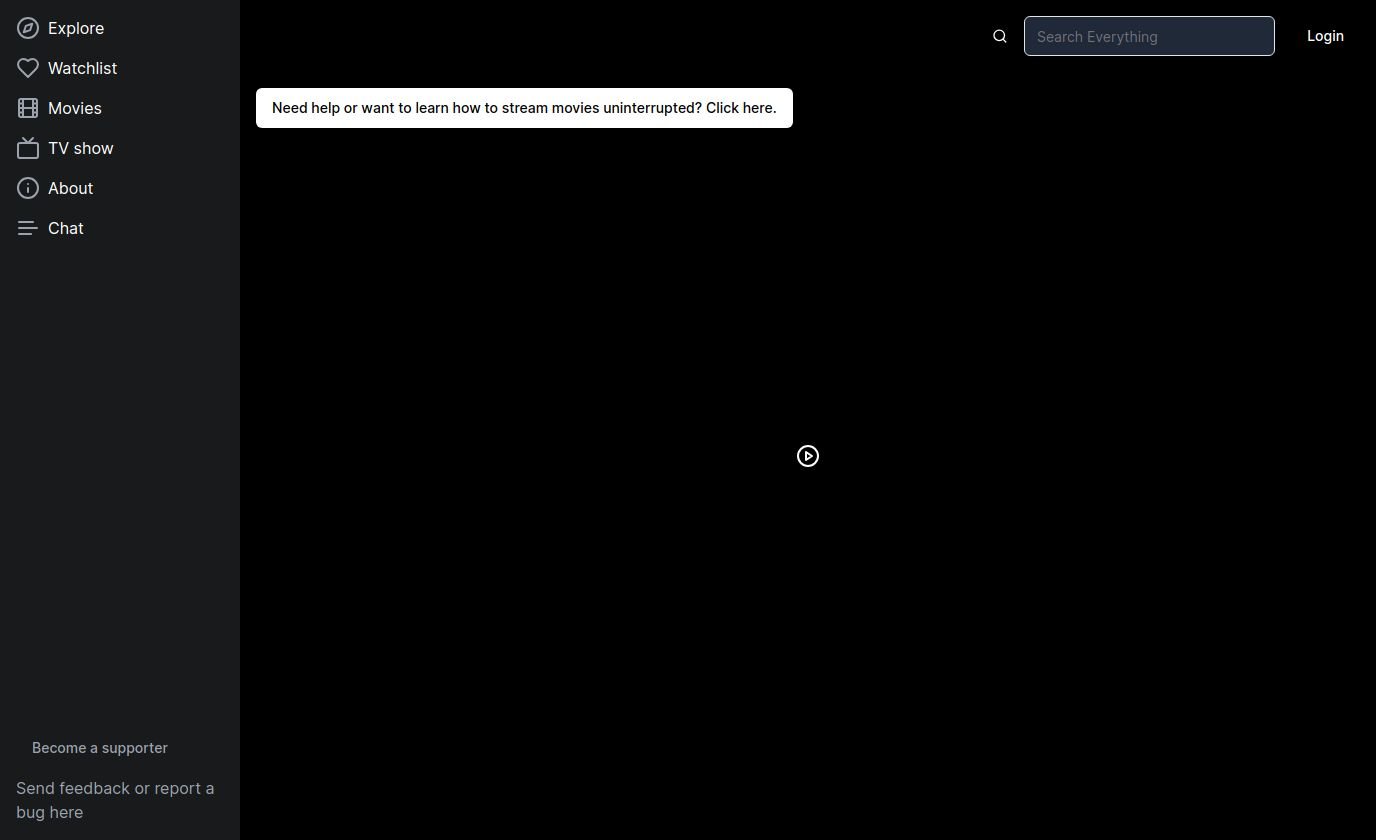 Explore
Watchlist
Movies
TV show
About
Chat
Become a supporter
Send feedback or report a
bug here
Search Everything
Login
Need help or want to learn how to stream movies uninterrupted? Click here.